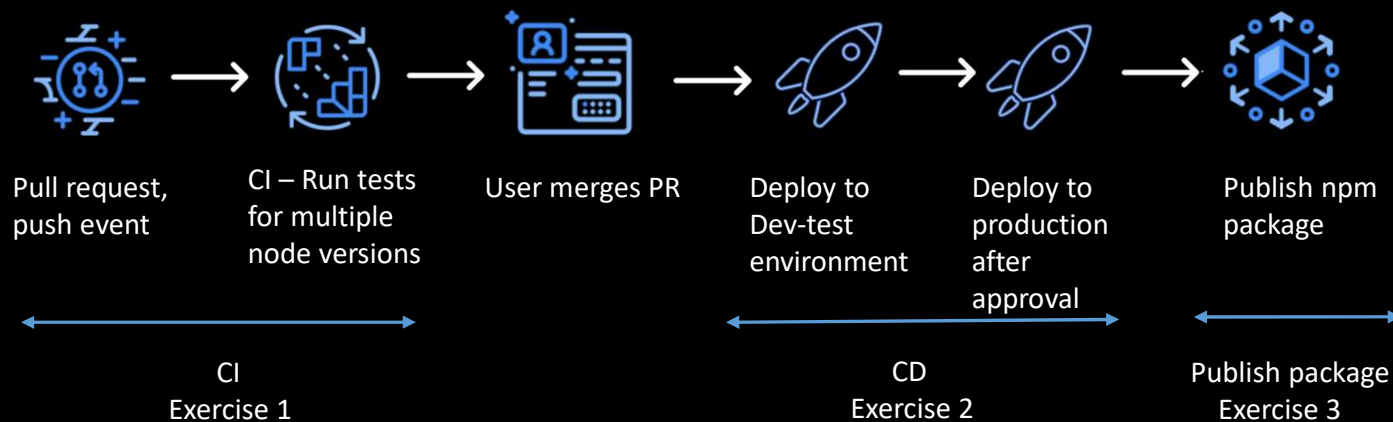 Pull request,
push event
CI – Run tests
for multiple
node versions
User merges PR
Deploy to
Dev-test
environment
Deploy to
production
after
approval
Publish npm
package
CI
Exercise 1
CD
Exercise 2
Publish package
Exercise 3